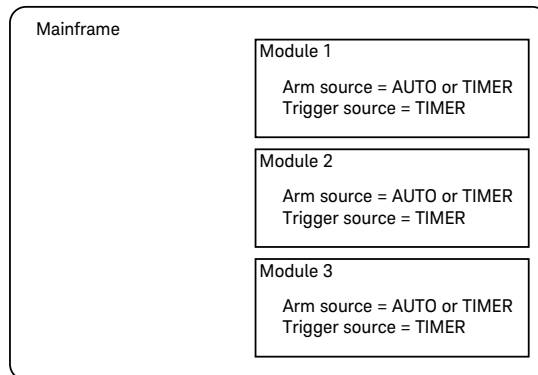 Mainframe
Module 1
Arm source = AUTO or TIMER
Trigger source = TIMER
Module 2
Arm source = AUTO or TIMER
Trigger source = TIMER
Module 3
Arm source = AUTO or TIMER
Trigger source = TIMER